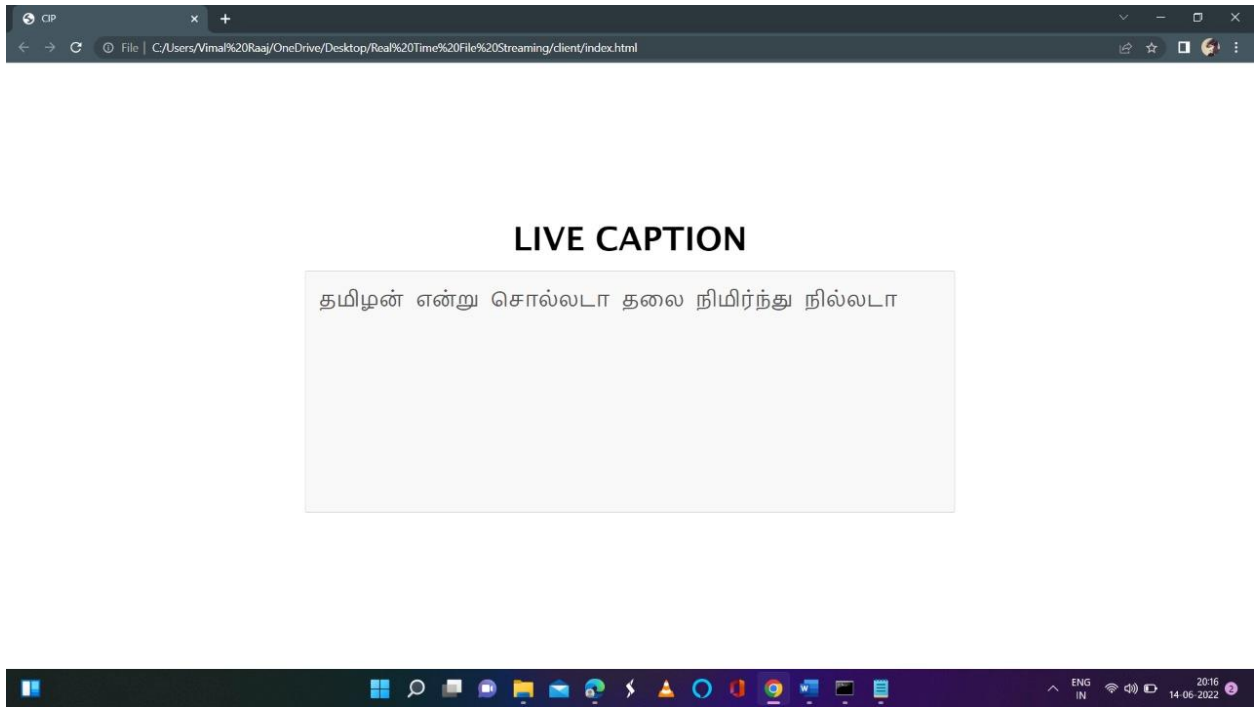 CIP
File | C:/Users/Vimal%20Raaj/OneDrive/Desktop/Real%20Time%20File%20Streaming/client/index.html
LIVE CAPTION
தமிழன் என்று சொல்லடா தலை நிமிர்ந்து நில்லடா
ENG
IN
20:16
14-06-2022
2